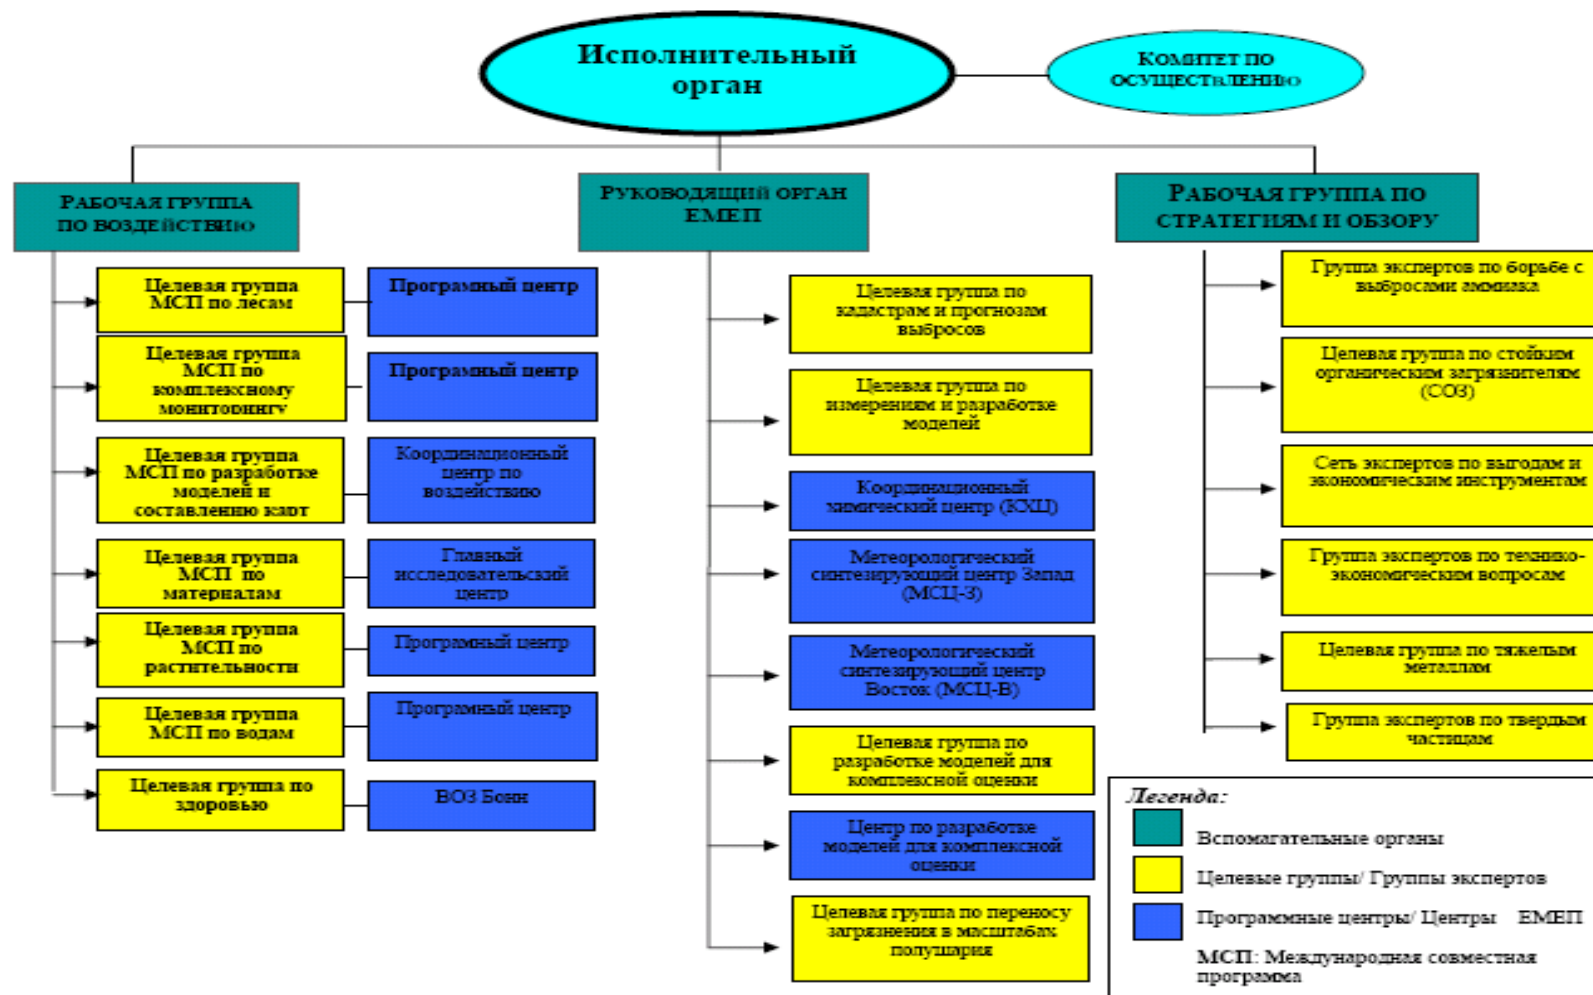 Исполнительный
орган
КОМИТЕТ ПО
ОСУЩЕСТВЛЕНИЮ
РАБОЧАЯ ГРУППА
ПО ВОЗДЕЙСТВИЮ
РУКОВОДЯЩИЙ ОРГАН
ЕМЕП
РАБОЧАЯ ГРУППА ПО
СТРАТЕГИЯМ И ОБЗОРУ
Целевая группа
МСП по лесам
Програмный центр
Целевая группа
МСП по
комплексному
мониторингу
Програмный центр
Целевая группа
МСП по разработке
моделей и
составлению карт
Координационный
центр по
воздействию
Целевая группа
МСП по
материалам
Главный
исследовательский
центр
Целевая группа
МСП по
растительности
Програмный центр
Целевая группа
МСП по водам
Програмный центр
Целевая группа по
здоровью
ВОЗ Бонн
Целевая группа по
кадастрам и прогнозам
выбросов
Целевая группа по
измерениям и разработке
моделей
Координационный
химический центр (КХЦ)
Метеорологический
синтезирующий центр Запад
(МСЦ-З)
Метеорологический
синтезирующий центр
Восток (МСЦ-В)
Целевая группа по
разработке моделей для
комплексной оценки
Центр по разработке
моделей для комплексной
оценки
Целевая группа по переносу
загрязнения в масштабах
полушария
Группа экспертов по борьбе с
выбросами аммиака
Целевая группа по стойким
органическим загрязнителям
(СОЗ)
Сеть экспертов по выгодам и
экономическим инструментам
Группа экспертов по технико-
экономическим вопросам
Целевая группа по тяжелым
металлам
Группа экспертов по твердым
частицам
Легенда:
Вспомагательные органы
Целевые группы/ Группы экспертов
Программные центры/ Центры ЕМЕП
МСП: Международная совместная
программа